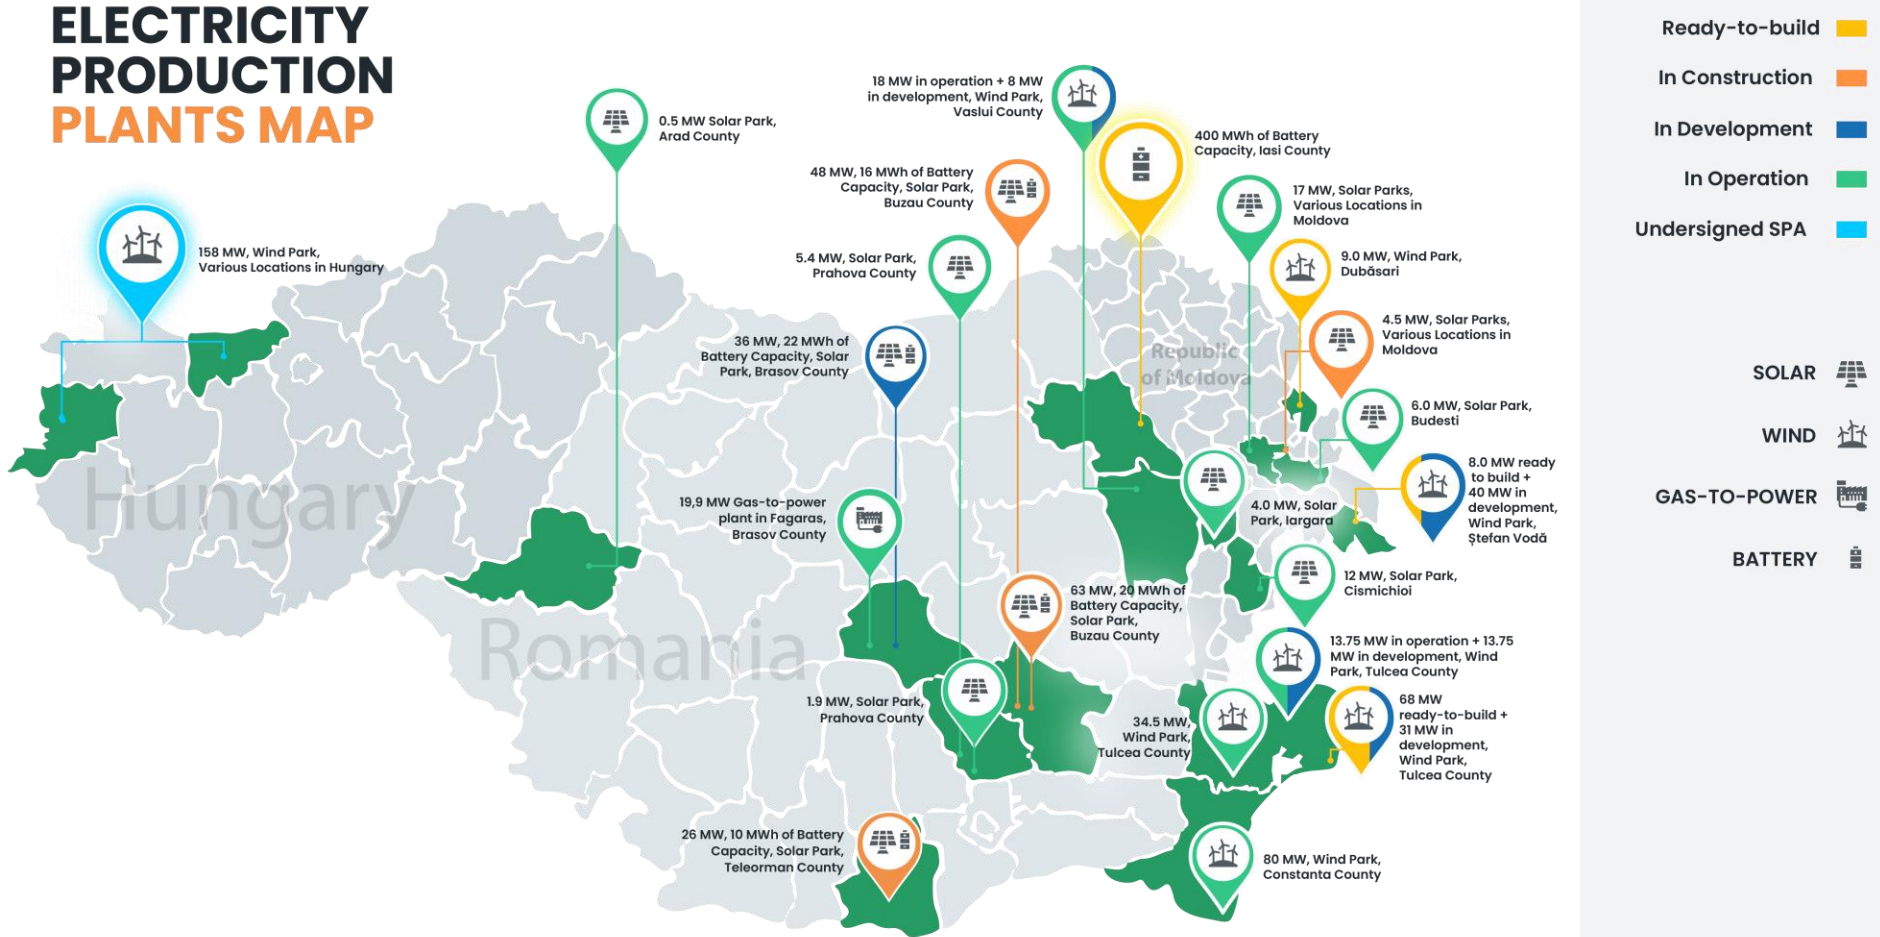 ELECTRICITY
PRODUCTION
PLANTS MAP
Ready-to-build
In Construction
In Development
In Operation
Undersigned SPA
SOLAR
WIND
GAS-TO-POWER
BATTERY
0.5 MW Solar Park,
Arad County
18 MW in operation + 8 MW
in development, Wind Park,
Vaslui County
400 MWh of Battery
Capacity, Iasi County
48 MW, 16 MWh of Battery
Capacity, Solar Park,
Buzau County
17 MW, Solar Parks,
Various Locations in
Moldova
158 MW, Wind Park,
Various Locations in Hungary
5.4 MW, Solar Park,
Prahova County
9.0 MW, Wind Park,
Dubăsari
4.5 MW, Solar Parks,
Various Locations in
Moldova
36 MW, 22 MWh of
Battery Capacity, Solar
Park, Brasov County
Republic
of Moldova
6.0 MW, Solar Park,
Budesti
Hungary
19,9 MW Gas-to-power
plant in Fagaras,
Brasov County
4.0 MW, Solar
Park, Iargara
8.0 MW ready
to build +
40 MW in
development,
Wind Park,
Ștefan Vodă
12 MW, Solar Park,
Cismichioi
63 MW, 20 MWh of
Battery Capacity,
Solar Park,
Buzau County
Romania
13.75 MW in operation + 13.75
MW in development, Wind
Park, Tulcea County
1.9 MW, Solar Park,
Prahova County
34.5 MW,
Wind Park,
Tulcea County
68 MW
ready-to-build +
31 MW in
development,
Wind Park,
Tulcea County
26 MW, 10 MWh of Battery
Capacity, Solar Park,
Teleorman County
80 MW, Wind Park,
Constanta County